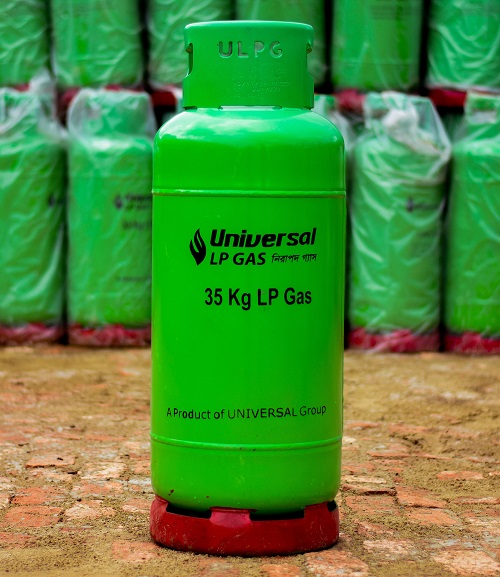 ULPG
Universal
LP GAS নিরাপদ গ্যাস
35 Kg LP Gas
A Product of UNIVERSAL Group